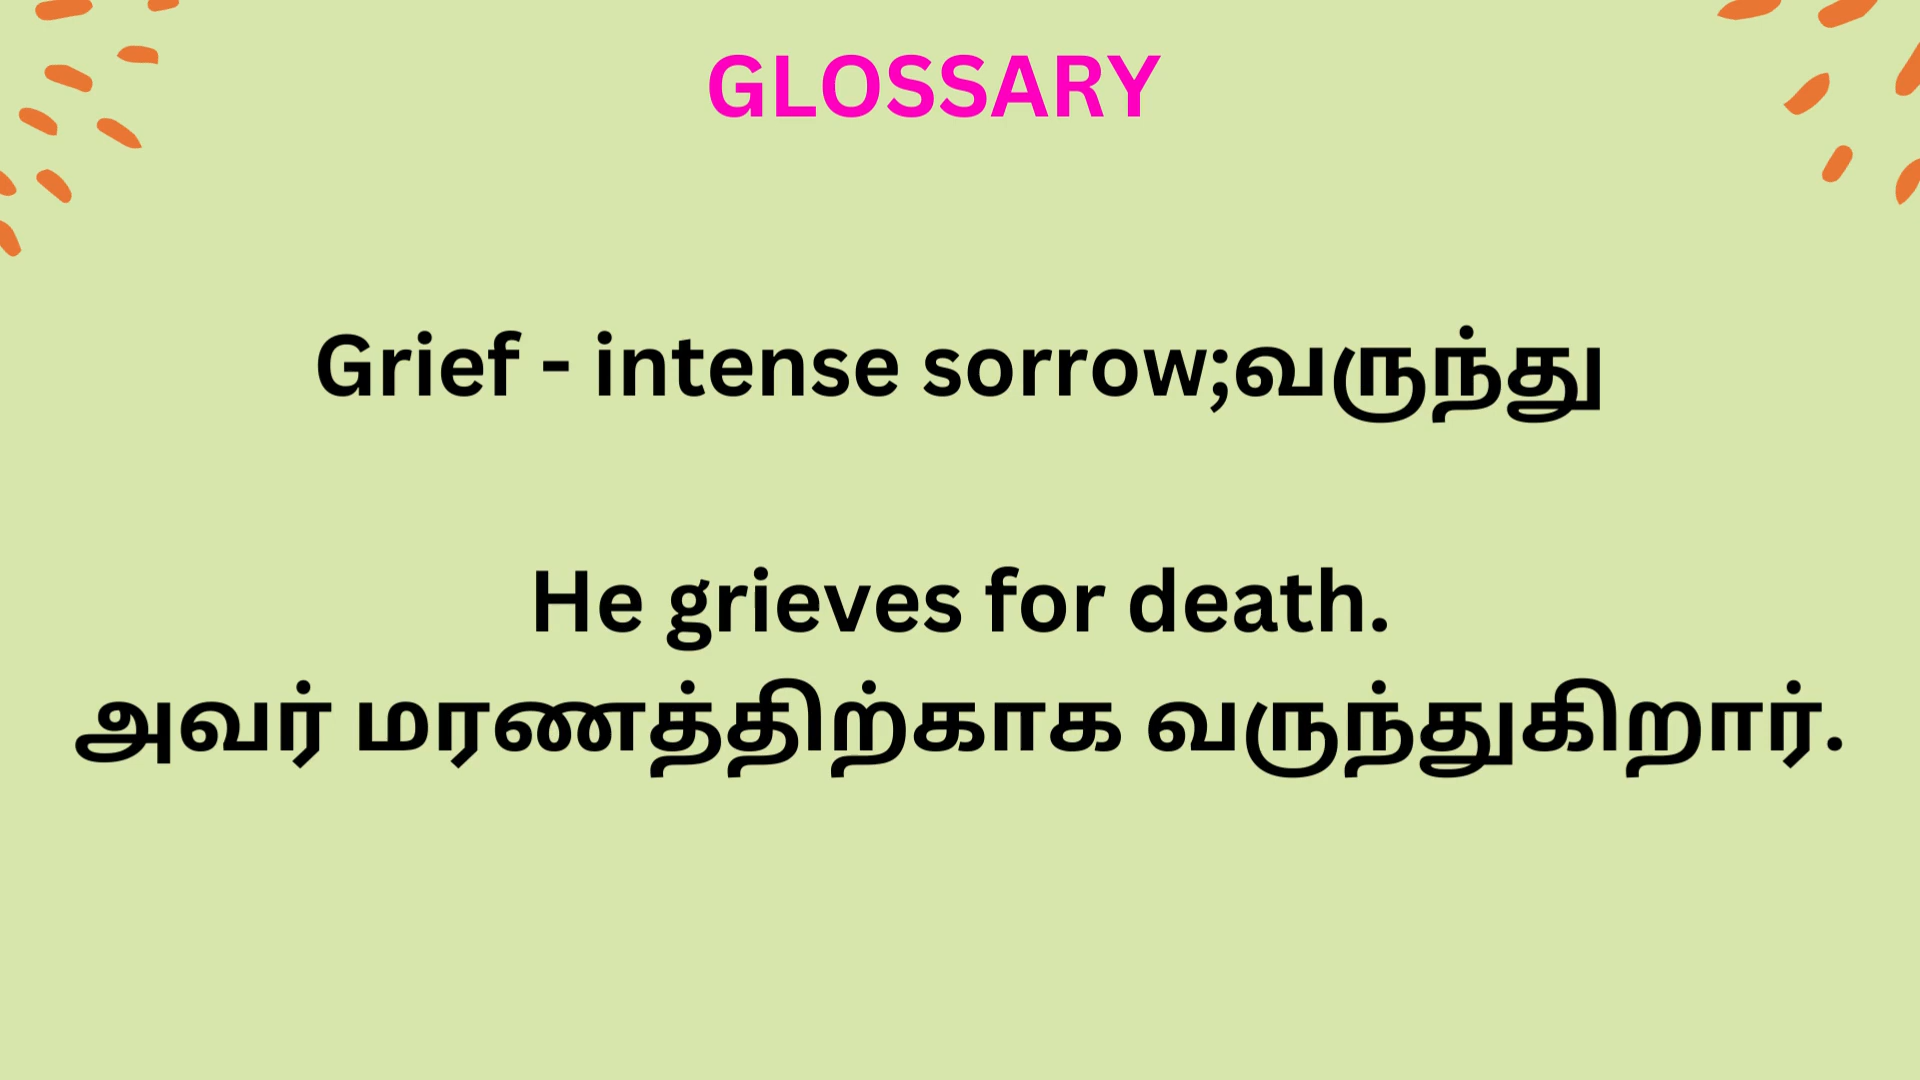 GLOSSARY
Grief - intense sorrow;வருந்து
He grieves for death.
அவர் மரணத்திற்காக வருந்துகிறார்.